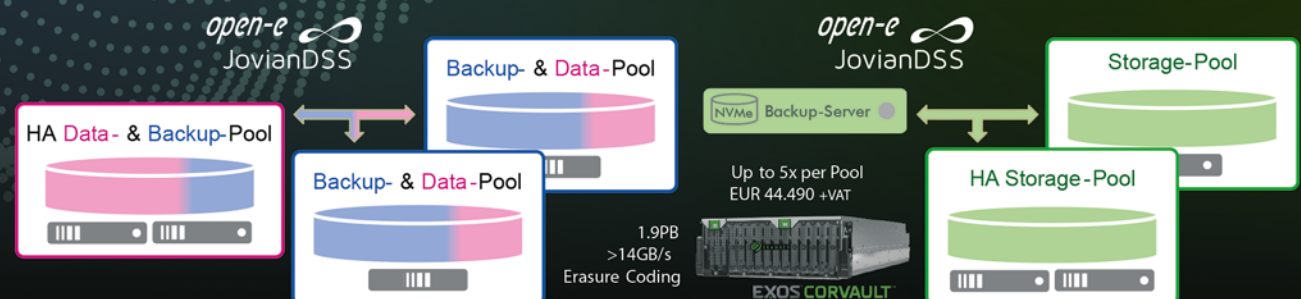 open-e
JovianDSS
HA Data- & Backup-Pool
Backup- & Data-Pool
Backup- & Data-Pool
open-e
JovianDSS
NVMe Backup-Server
Storage-Pool
HA Storage-Pool
Up to 5x per Pool
EUR 44.490 +VAT
1.9PB
>14GB/s
Erasure Coding
EXOS CORVAULT